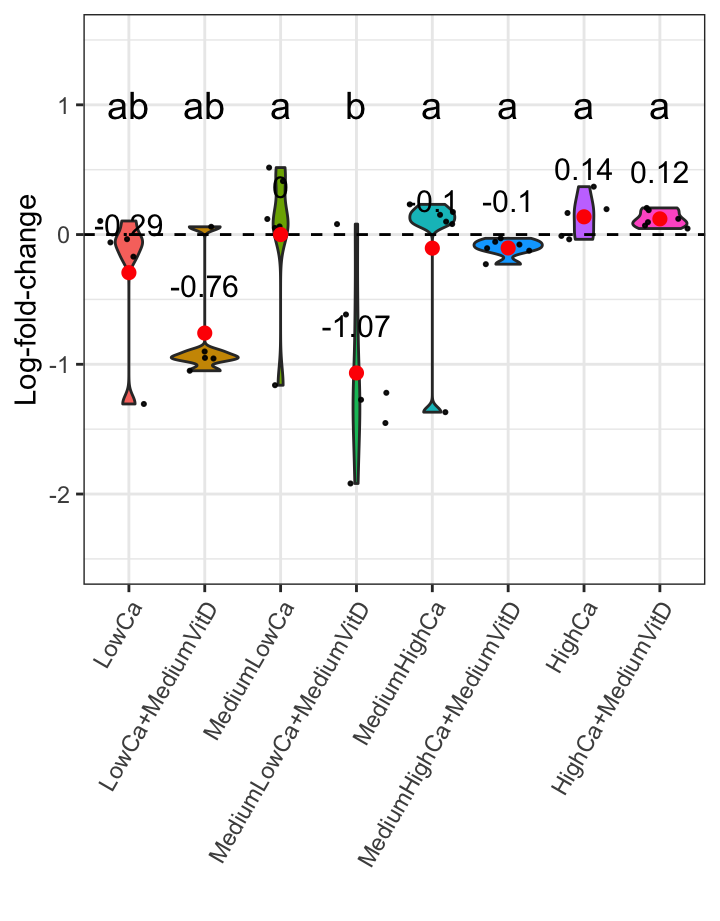 ab ab a b a a a a
1
0.14 0.12
0
-0.1 -0.1
-0.29
0
-0.76
-1.07
-1
-2
Log-fold-change
LowCa
LowCa+MediumVitD
MediumLowCa
MediumLowCa+MediumVitD
MediumHighCa
MediumHighCa+MediumVitD
HighCa
HighCa+MediumVitD